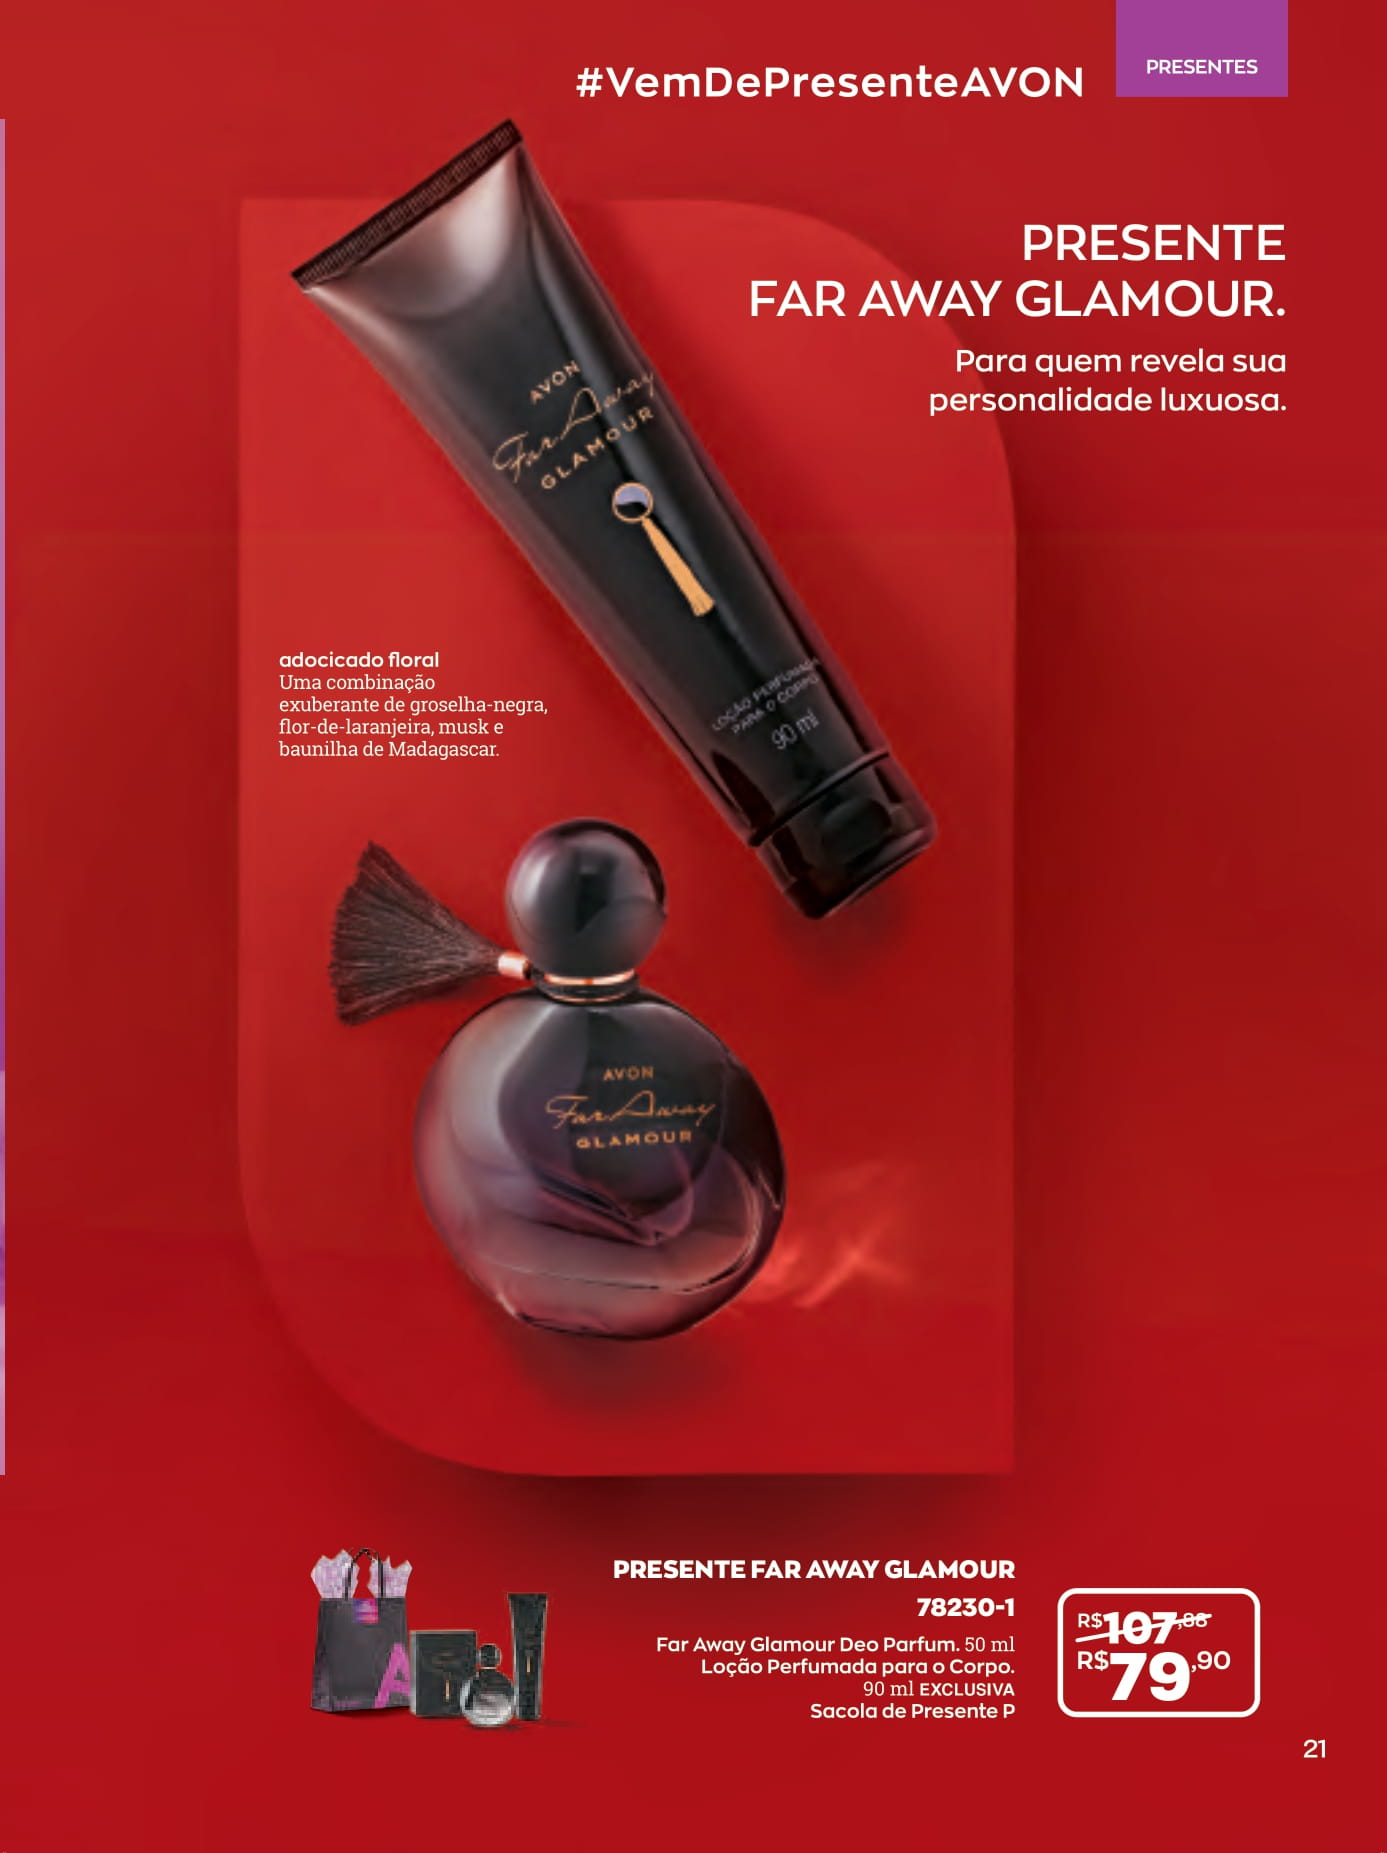 #VemDePresenteAVON
PRESENTES
PRESENTE
FAR AWAY GLAMOUR.
Para quem revela sua
personalidade luxuosa.
AVON
Far Away
GLAMOUR
LOÇÃO PERFUMADA
PARA O CORPO
90 ml
adocicado floral
Uma combinação
exuberante de groselha-negra,
flor-de-laranjeira, musk e
baunilha de Madagascar.
AVON
Far Away
GLAMOUR
A
PRESENTE FAR AWAY GLAMOUR
78230-1
Far Away Glamour Deo Parfum. 50 ml
Loção Perfumada para o Corpo.
90 ml EXCLUSIVA
Sacola de Presente P
R$107,88
R$79,90
21